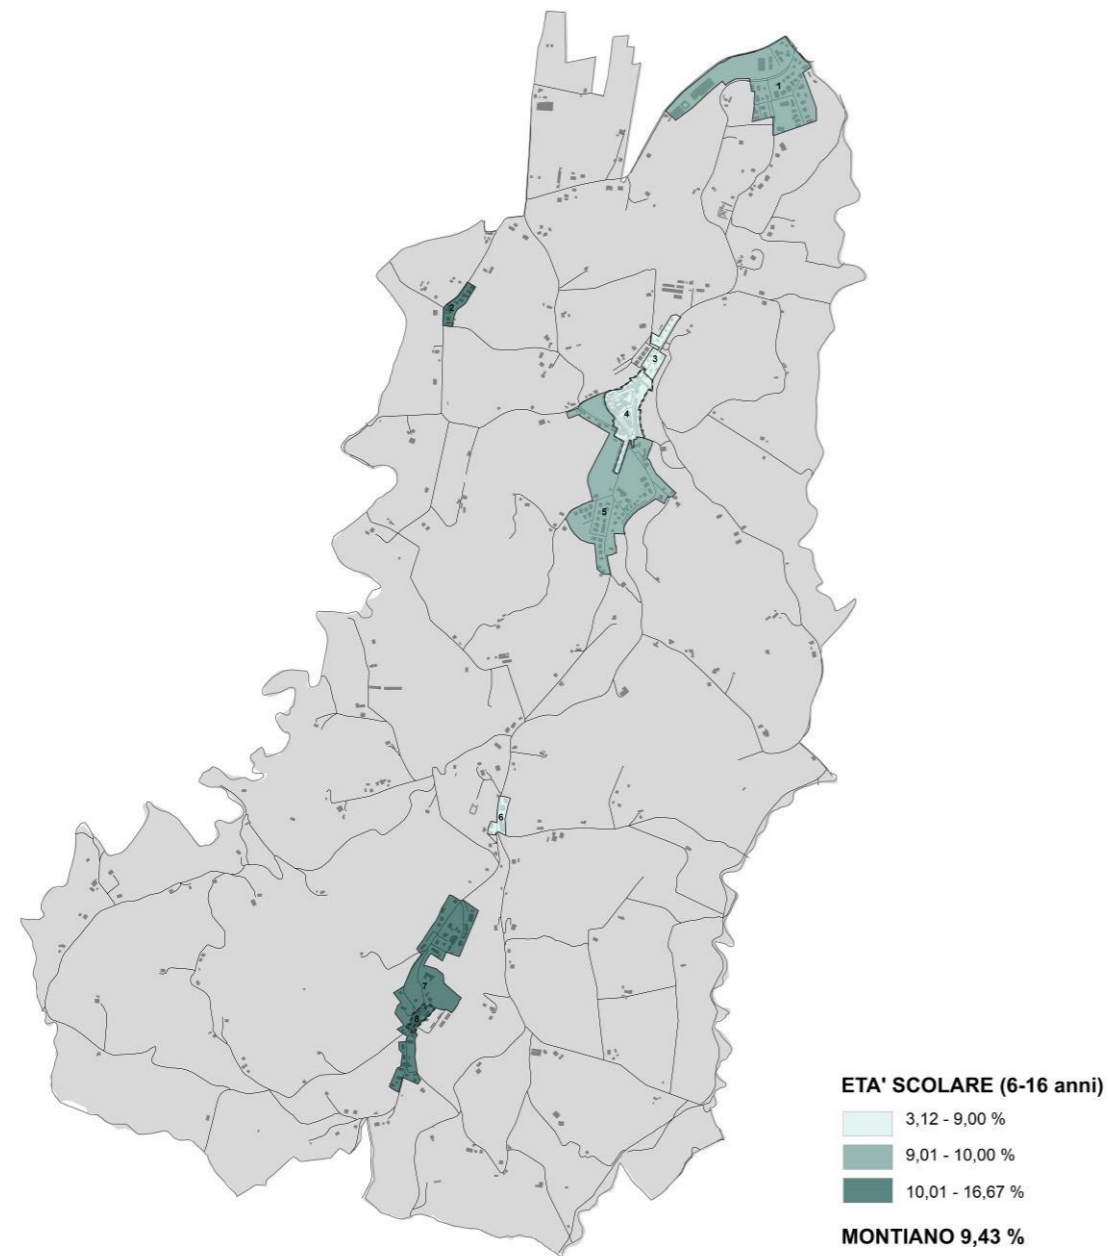 1
2
3
4
5
6
7
8
ETA' SCOLARE (6-16 anni)
3,12 - 9,00 %
9,01 - 10,00 %
10,01 - 16,67 %
MONTIANO 9,43 %